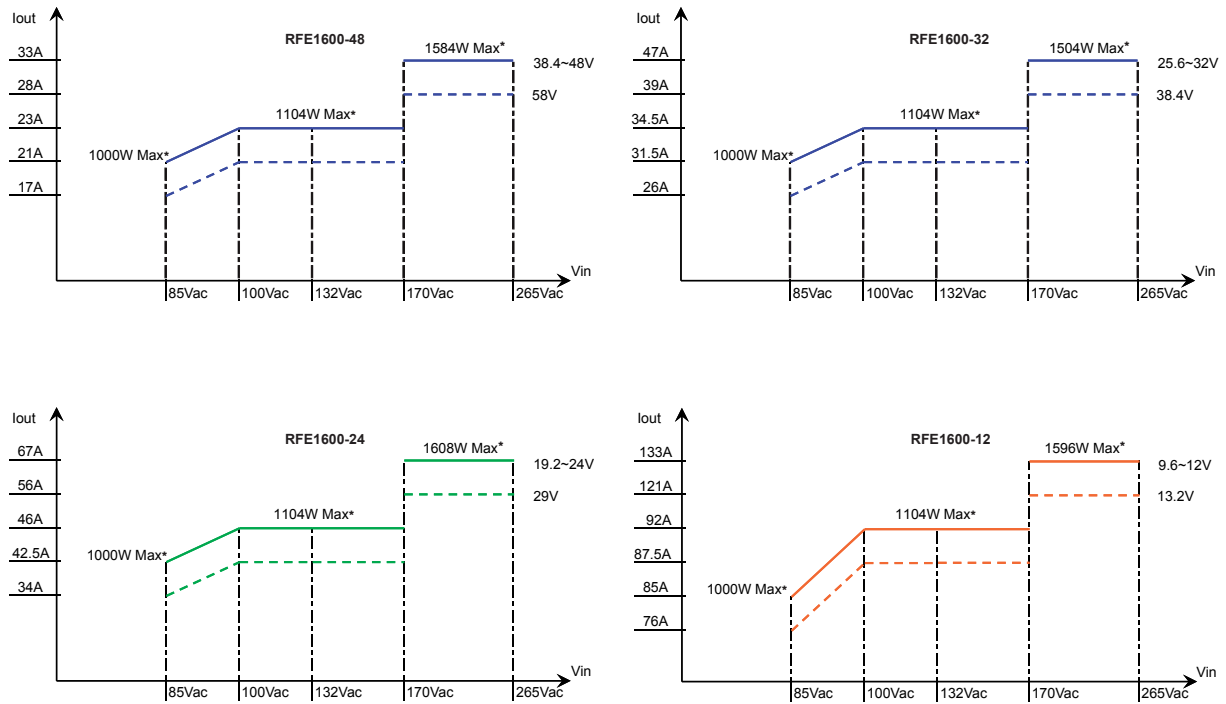 Iout
RFE1600-48
1584W Max*
33A
38.4~48V
28A
58V
1104W Max*
23A
1000W Max*
21A
17A
Vin
85Vac
100Vac
132Vac
170Vac
265Vac
Iout
RFE1600-32
1504W Max*
47A
25.6~32V
39A
38.4V
1104W Max*
34.5A
1000W Max*
31.5A
26A
Vin
85Vac
100Vac
132Vac
170Vac
265Vac
Iout
RFE1600-24
1608W Max*
67A
19.2~24V
56A
29V
1104W Max*
46A
1000W Max*
42.5A
34A
Vin
85Vac
100Vac
132Vac
170Vac
265Vac
Iout
RFE1600-12
1596W Max*
133A
9.6~12V
121A
13.2V
1104W Max*
92A
87.5A
1000W Max*
85A
76A
Vin
85Vac
100Vac
132Vac
170Vac
265Vac